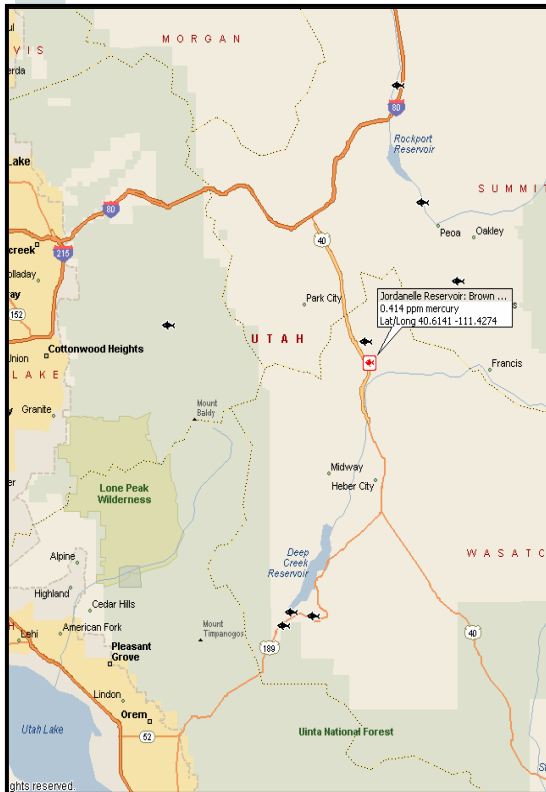 MORGAN
VIS
erda
80
Rockport
Reservoir
Lake
SUMMIT
80
Peoa
Oakley
creek
40
215
olladay
ay
152
Park City
Jordanelle Reservoir: Brown ...
0.414 ppm mercury
Lat/Long 40.6141 -111.4274
s
UTAH
Union
Cottonwood Heights
Francis
LAKE
Mount
Baldy
y
Granite
Midway
Heber City
er
Lone Peak
Wilderness
Deep
Creek
Reservoir
WASATC
Alpine
Highland
Cedar Hills
American Fork
H
Lehi
Mount
Timpanogos
40
Pleasant
Grove
189
Lindon
Orem
Utah Lake
52
Uinta National Forest
St
ghts reserved.